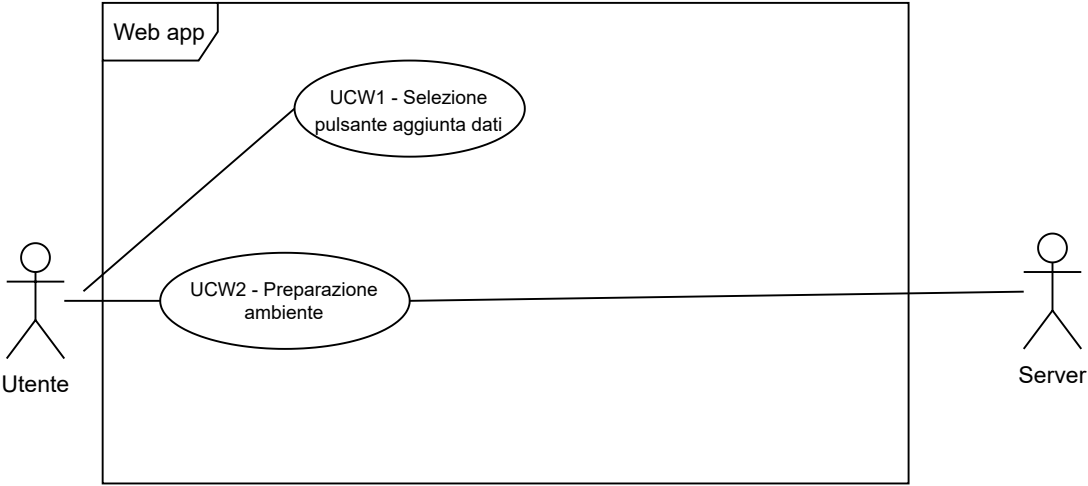 Web app
UCW1 - Selezione
pulsante aggiunta dati
UCW2 - Preparazione
ambiente
Utente
Server